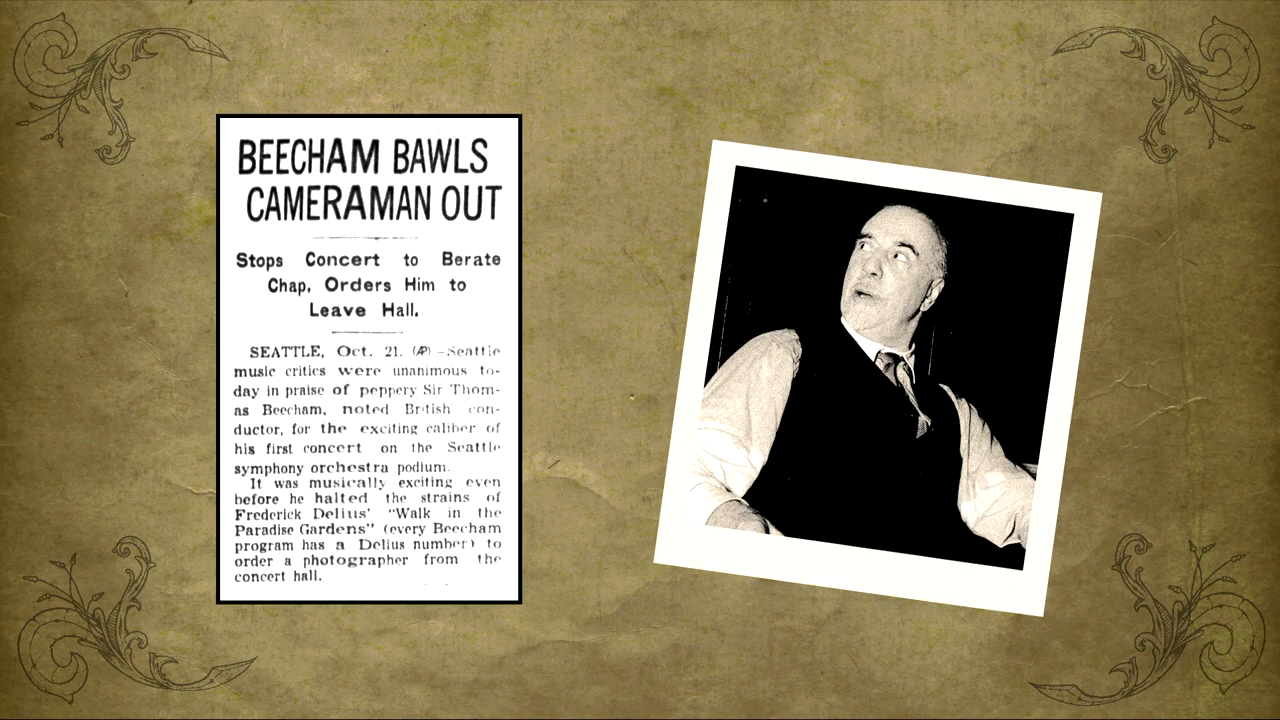 BEECHAM BAWLS
CAMERAMAN OUT
Stops Concert to Berate
Chap, Orders Him to
Leave Hall.
SEATTLE, Oct. 21. (AP)—Seattle
music critics were unanimous to-
day in praise of peppery Sir Thom-
as Beecham, noted British con-
ductor, for the exciting caliber of
his first concert on the Seattle
symphony orchestra podium.
It was musically exciting even
before he halted the strains of
Frederick Delius' "Walk in the
Paradise Gardens" (every Beecham
program has a Delius number) to
order a photographer from the
concert hall.